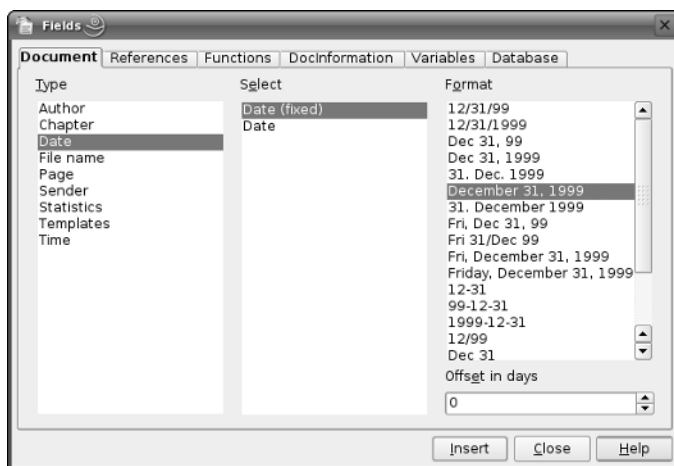 Fields
Document References Functions DocInformation Variables Database
Type
Author
Chapter
Date
File name
Page
Sender
Statistics
Templates
Time
Select
Date (fixed)
Date
Format
12/31/99
12/31/1999
Dec 31, 99
Dec 31, 1999
31. Dec. 1999
December 31, 1999
31. December 1999
Fri, Dec 31, 99
Fri 31/Dec 99
Fri, December 31, 1999
Friday, December 31, 1999
12-31
99-12-31
1999-12-31
12/99
Dec 31
Offset in days
0
Insert Close Help